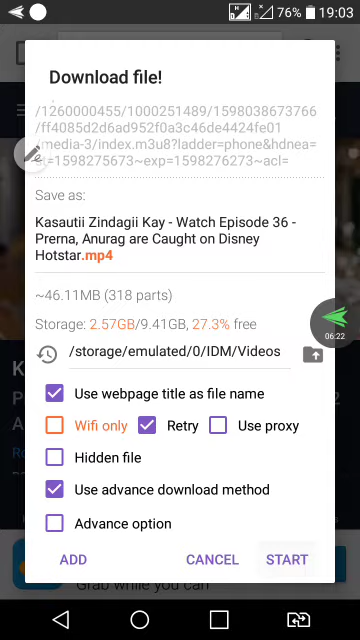 76% 19:03
Download file!
/1260000455/1000251489/1598038673766
/ff4085d2d6ad952f0a3c46de4424fe01
/media-3/index.m3u8?ladder=phone&hdnea=
st=1598275673~exp=1598276273~acl=
Save as:
Kasautii Zindagii Kay - Watch Episode 36 -
Prerna, Anurag are Caught on Disney
Hotstar.mp4
~46.11MB (318 parts)
Storage: 2.57GB/9.41GB, 27.3% free
06:22
/storage/emulated/0/IDM/Videos
Use webpage title as file name
Wifi only Retry Use proxy
Hidden file
Use advance download method
Advance option
ADD CANCEL START
Grab while you can